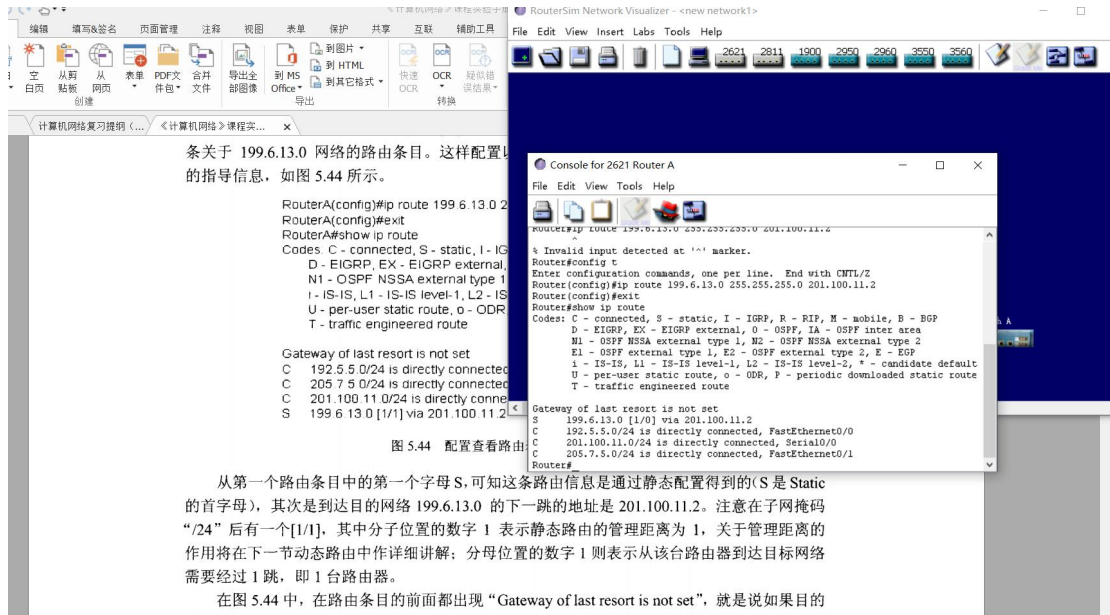 《计算机网络》课程实验手册
编辑 填写&签名 页面管理 注释 视图 表单 保护 共享 互联 辅助工具
空白页 从剪贴板 从网页 表单 PDF文件包 合并文件 导出全部图像 到 MS Office 到图片 到 HTML 到其它格式 快速OCR OCR 疑似错误结果
创建 导出 转换
计算机网络复习提纲（... 《计算机网络》课程实... ×
条关于 199.6.13.0 网络的路由条目。这样配置
的指导信息，如图 5.44 所示。
RouterA(config)#ip route 199.6.13.0 2
RouterA(config)#exit
RouterA#show ip route
Codes: C - connected, S - static, I - IG
D - EIGRP, EX - EIGRP external,
N1 - OSPF NSSA external type 1
i - IS-IS, L1 - IS-IS level-1, L2 - IS
U - per-user static route, o - ODR
T - traffic engineered route
Gateway of last resort is not set
C 192.5.5.0/24 is directly connected
C 205.7.5.0/24 is directly connected
C 201.100.11.0/24 is directly conne
S 199.6.13.0 [1/1] via 201.100.11.2
图 5.44 配置查看路由
从第一个路由条目中的第一个字母 S，可知这条路由信息是通过静态配置得到的（S 是 Static
的首字母），其次是到达目的网络 199.6.13.0 的下一跳的地址是 201.100.11.2。注意在子网掩码
“/24”后有一个[1/1]，其中分子位置的数字 1 表示静态路由的管理距离为 1，关于管理距离的
作用将在下一节动态路由中作详细讲解；分母位置的数字 1 则表示从该台路由器到达目标网络
需要经过 1 跳，即 1 台路由器。
在图 5.44 中，在路由条目的前面都出现“Gateway of last resort is not set”，就是说如果目的
RouterSim Network Visualizer - <new network1>
File Edit View Insert Labs Tools Help
2621 2811 1900 2950 2960 3550 3560
h A
Console for 2621 Router A
File Edit View Tools Help
Router#ip route 199.6.13.0 255.255.255.0 201.100.11.2
^
% Invalid input detected at '^' marker.
Router#config t
Enter configuration commands, one per line. End with CNTL/Z
Router(config)#ip route 199.6.13.0 255.255.255.0 201.100.11.2
Router(config)#exit
Router#show ip route
Codes: C - connected, S - static, I - IGRP, R - RIP, M - mobile, B - BGP
D - EIGRP, EX - EIGRP external, O - OSPF, IA - OSPF inter area
N1 - OSPF NSSA external type 1, N2 - OSPF NSSA external type 2
E1 - OSPF external type 1, E2 - OSPF external type 2, E - EGP
i - IS-IS, L1 - IS-IS level-1, L2 - IS-IS level-2, * - candidate default
U - per-user static route, o - ODR, P - periodic downloaded static route
T - traffic engineered route
Gateway of last resort is not set
S 199.6.13.0 [1/0] via 201.100.11.2
C 192.5.5.0/24 is directly connected, FastEthernet0/0
C 201.100.11.0/24 is directly connected, Serial0/0
C 205.7.5.0/24 is directly connected, FastEthernet0/1
Router#